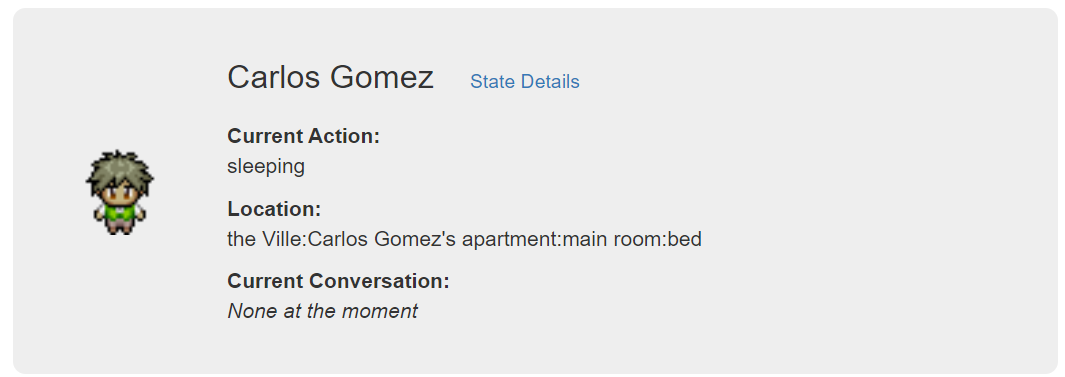 Carlos Gomez State Details
Current Action:
sleeping
Location:
the Ville:Carlos Gomez's apartment:main room:bed
Current Conversation:
None at the moment